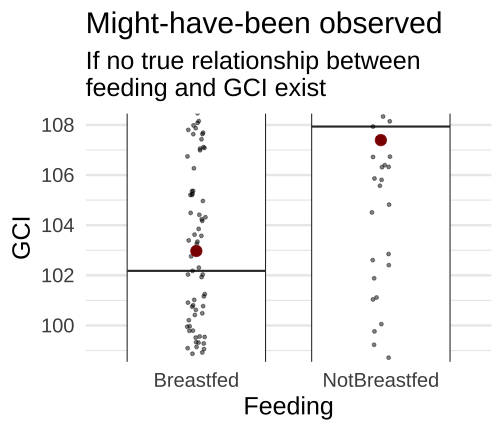 Might-have-been observed
If no true relationship between
feeding and GCI exist
108
106
104
102
100
GCI
Breastfed NotBreastfed
Feeding